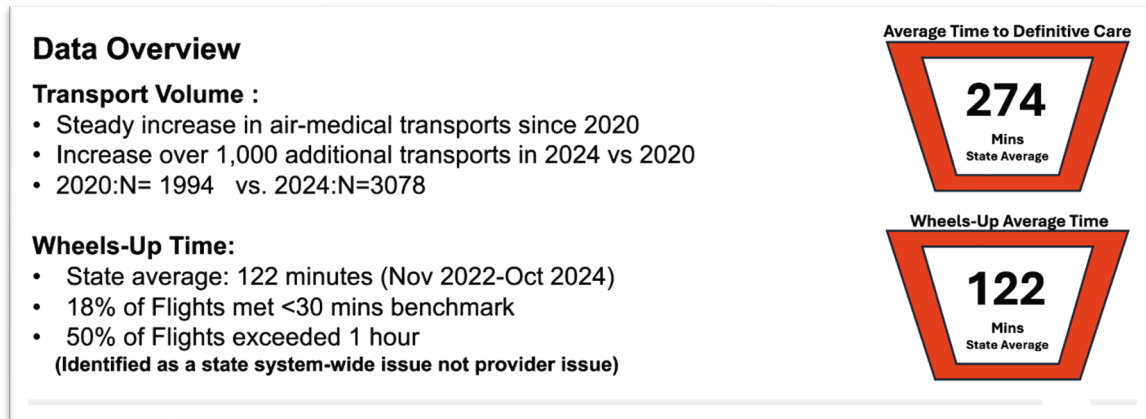 Data Overview
Transport Volume :
• Steady increase in air-medical transports since 2020
• Increase over 1,000 additional transports in 2024 vs 2020
• 2020:N= 1994 vs. 2024:N=3078
Wheels-Up Time:
• State average: 122 minutes (Nov 2022-Oct 2024)
• 18% of Flights met <30 mins benchmark
• 50% of Flights exceeded 1 hour
(Identified as a state system-wide issue not provider issue)
Average Time to Definitive Care
274
Mins
State Average
Wheels-Up Average Time
122
Mins
State Average